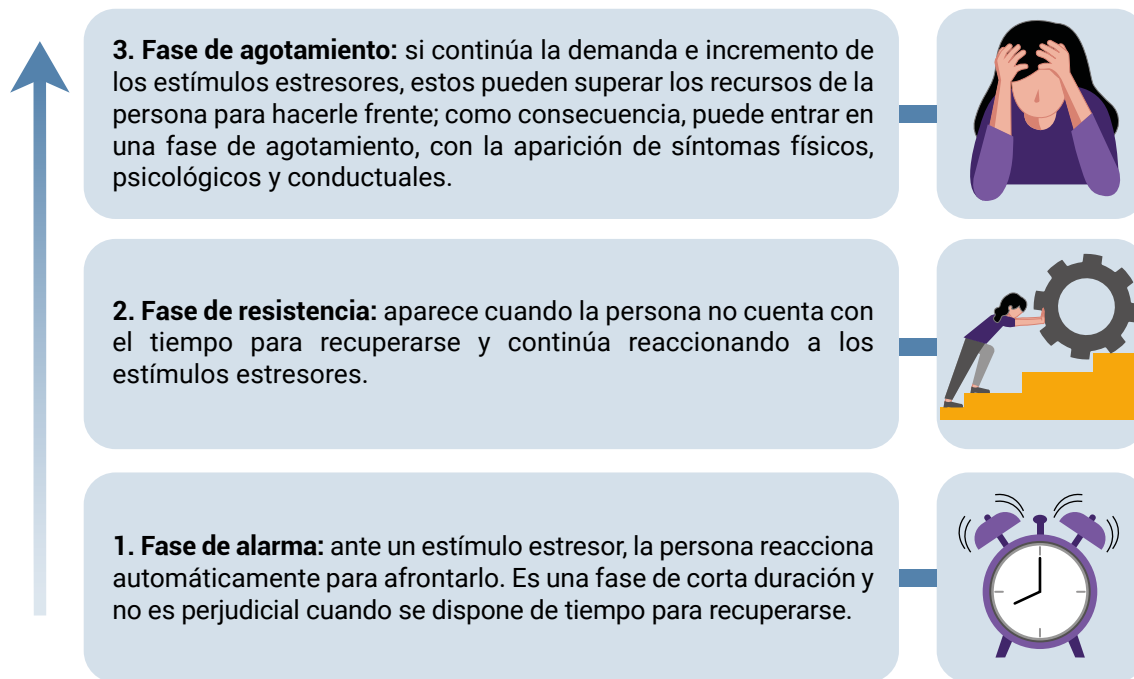 3. Fase de agotamiento: si continúa la demanda e incremento de
los estímulos estresores, estos pueden superar los recursos de la
persona para hacerle frente; como consecuencia, puede entrar en
una fase de agotamiento, con la aparición de síntomas físicos,
psicológicos y conductuales.
2. Fase de resistencia: aparece cuando la persona no cuenta con
el tiempo para recuperarse y continúa reaccionando a los
estímulos estresores.
1. Fase de alarma: ante un estímulo estresor, la persona reacciona
automáticamente para afrontarlo. Es una fase de corta duración y
no es perjudicial cuando se dispone de tiempo para recuperarse.